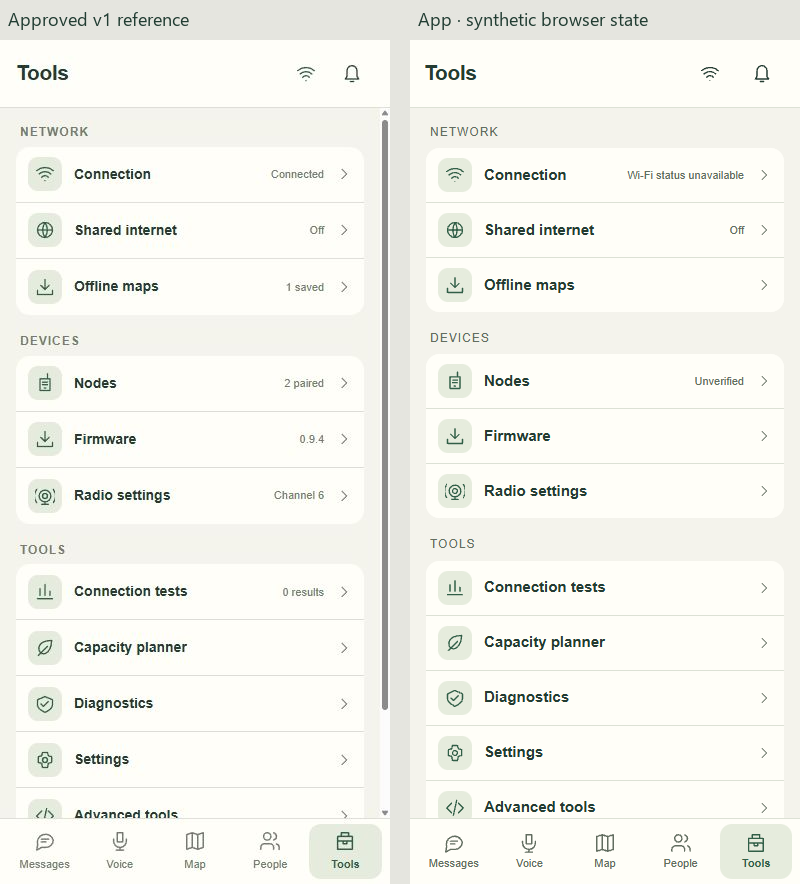 Approved v1 reference
Tools
NETWORK
Connection Connected
Shared internet Off
Offline maps 1 saved
DEVICES
Nodes 2 paired
Firmware 0.9.4
Radio settings Channel 6
TOOLS
Connection tests 0 results
Capacity planner
Diagnostics
Settings
Advanced tools
Messages Voice Map People Tools
App · synthetic browser state
Tools
NETWORK
Connection Wi-Fi status unavailable
Shared internet Off
Offline maps
DEVICES
Nodes Unverified
Firmware
Radio settings
TOOLS
Connection tests
Capacity planner
Diagnostics
Settings
Advanced tools
Messages Voice Map People Tools